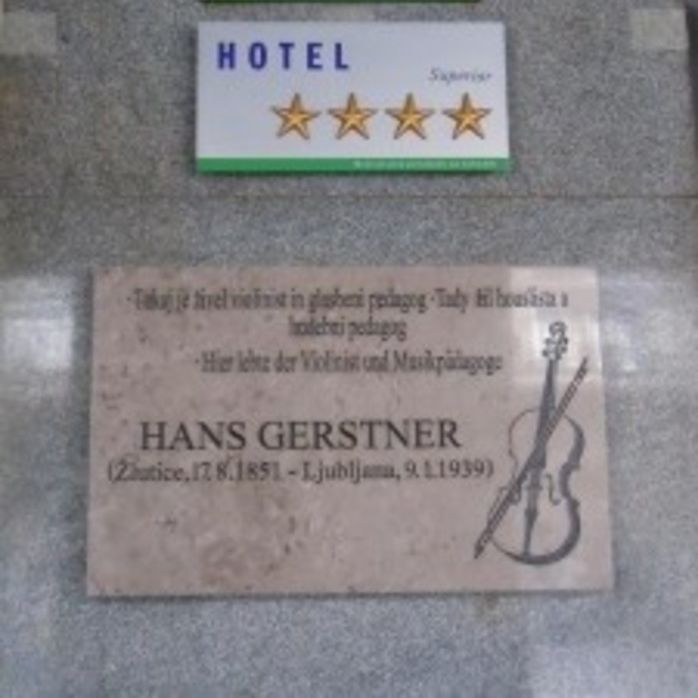 HOTEL
Superior
· Tukaj je živel violinist in glasbeni pedagog · Tady žil houslista a
hudební pedagog
· Hier lebte der Violinist und Musikpädagoge
HANS GERSTNER
(Žlutice, 17.8.1851 - Ljubljana, 9.1.1939)